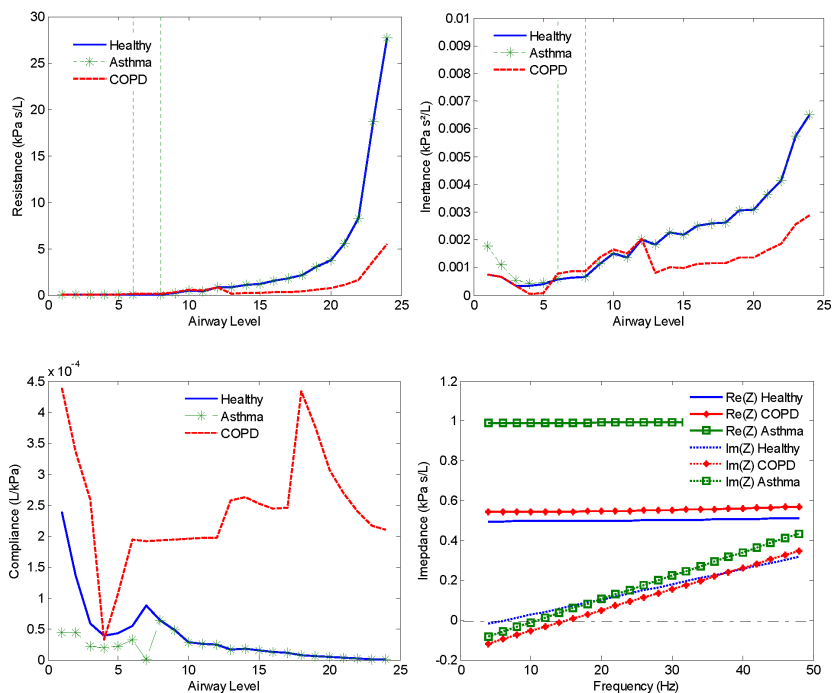 30
25
20
15
10
5
0
Resistance (kPa s/L)
Healthy
Asthma
COPD
0 5 10 15 20 25
Airway Level
0.01
0.009
0.008
0.007
0.006
0.005
0.004
0.003
0.002
0.001
0
Inertance (kPa s²/L)
Healthy
Asthma
COPD
0 5 10 15 20 25
Airway Level
x 10⁻⁴
4.5
4
3.5
3
2.5
2
1.5
1
0.5
0
Compliance (L/kPa)
Healthy
Asthma
COPD
0 5 10 15 20 25
Airway Level
1.2
1
0.8
0.6
0.4
0.2
0
-0.2
Imepdance (kPa s/L)
Re(Z) Healthy
Re(Z) COPD
Re(Z) Asthma
Im(Z) Healthy
Im(Z) COPD
Im(Z) Asthma
0 10 20 30 40 50
Frequency (Hz)